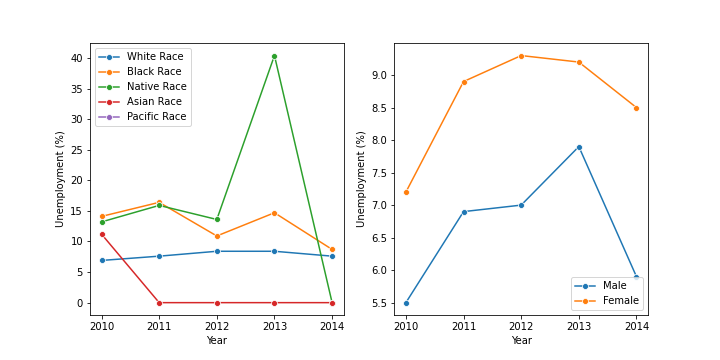 Unemployment (%)
40
35
30
25
20
15
10
5
0
White Race
Black Race
Native Race
Asian Race
Pacific Race
2010 2011 2012 2013 2014
Year
Unemployment (%)
9.0
8.5
8.0
7.5
7.0
6.5
6.0
5.5
Male
Female
2010 2011 2012 2013 2014
Year